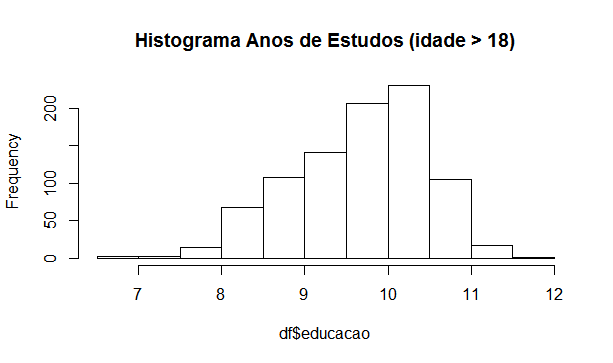 Histograma Anos de Estudos (idade > 18)
Frequency
200
100
50
0
7 8 9 10 11 12
df$educacao